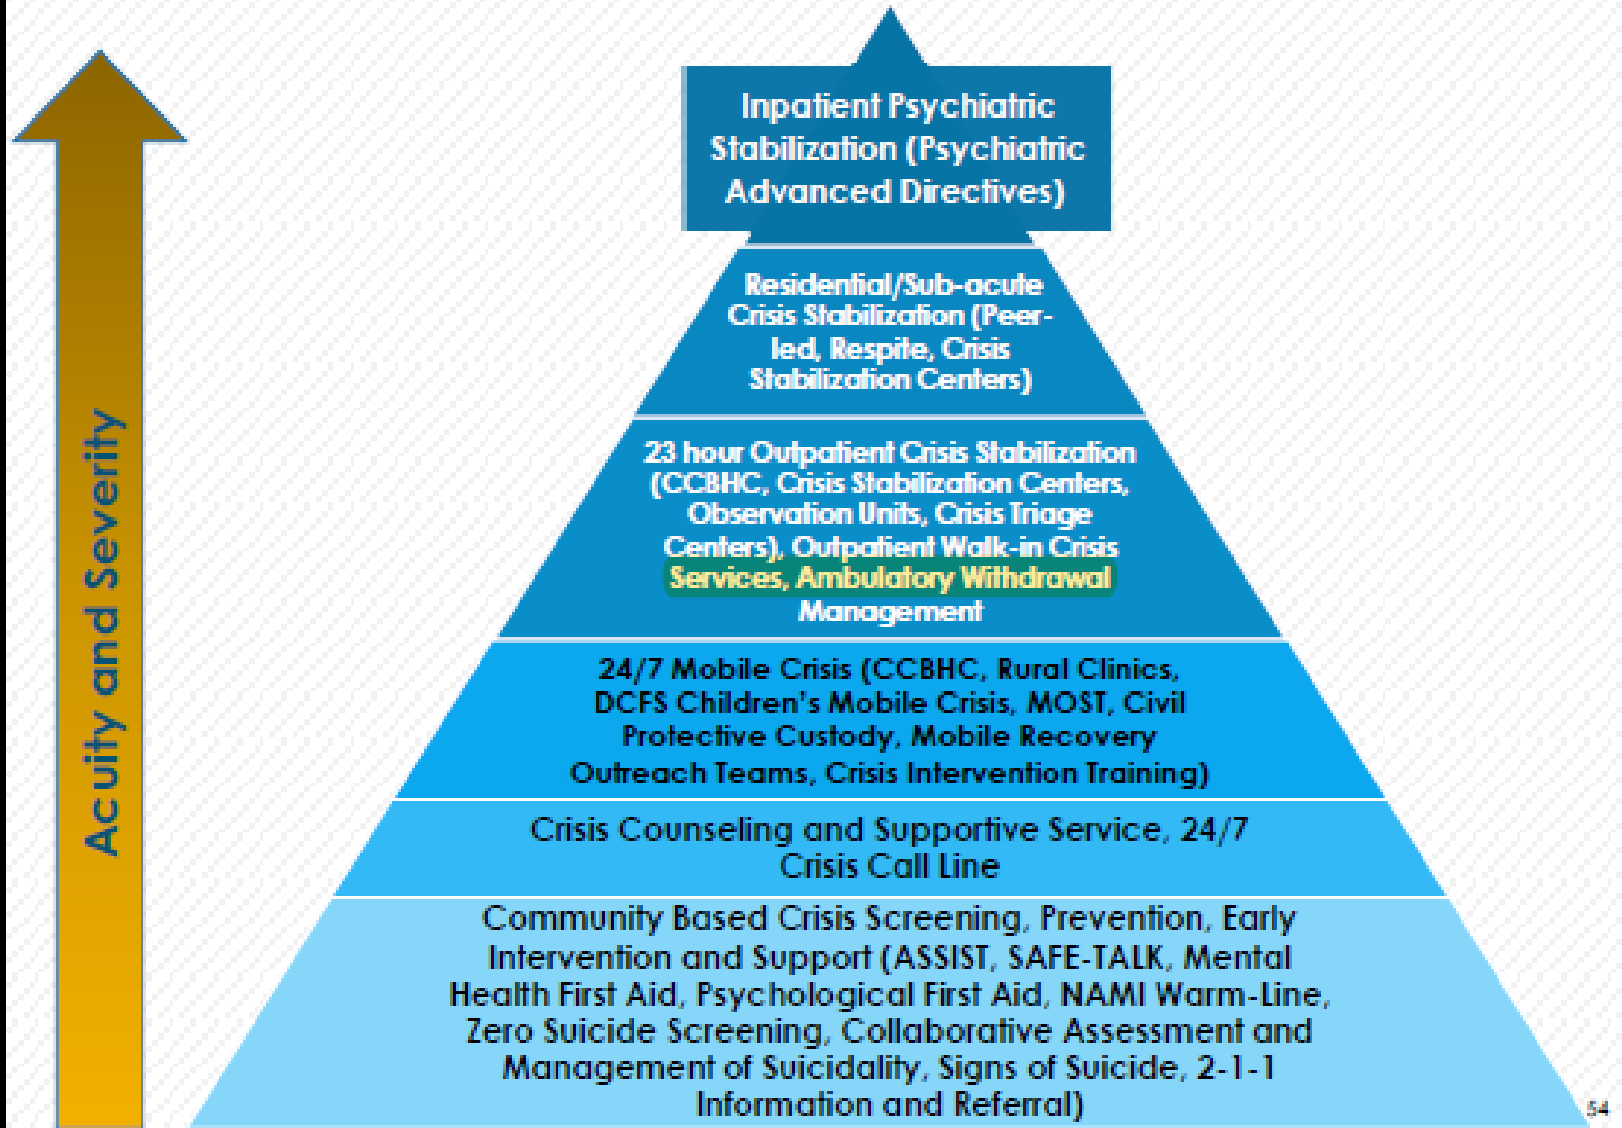 Acuity and Severity
Inpatient Psychiatric
Stabilization (Psychiatric
Advanced Directives)
Residential/Sub-acute
Crisis Stabilization (Peer-
led, Respite, Crisis
Stabilization Centers)
23 hour Outpatient Crisis Stabilization
(CCBHC, Crisis Stabilization Centers,
Observation Units, Crisis Triage
Centers), Outpatient Walk-in Crisis
Services, Ambulatory Withdrawal
Management
24/7 Mobile Crisis (CCBHC, Rural Clinics,
DCFS Children's Mobile Crisis, MOST, Civil
Protective Custody, Mobile Recovery
Outreach Teams, Crisis Intervention Training)
Crisis Counseling and Supportive Service, 24/7
Crisis Call Line
Community Based Crisis Screening, Prevention, Early
Intervention and Support (ASSIST, SAFE-TALK, Mental
Health First Aid, Psychological First Aid, NAMI Warm-Line,
Zero Suicide Screening, Collaborative Assessment and
Management of Suicidality, Signs of Suicide, 2-1-1
Information and Referral)
54